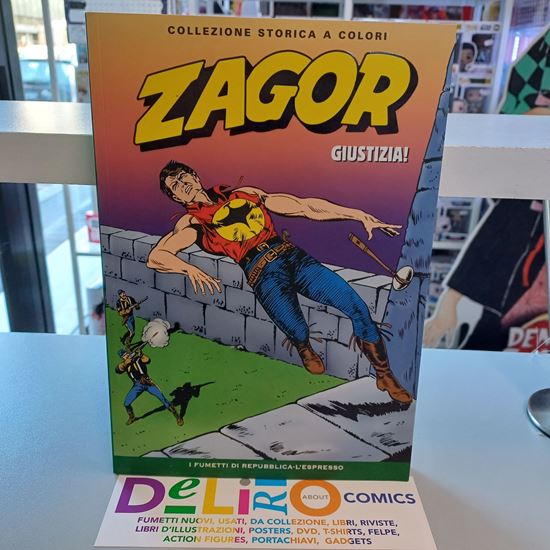 COLLEZIONE STORICA A COLORI
ZAGOR
GIUSTIZIA!
I FUMETTI DI REPUBBLICA-L'ESPRESSO
DeLiRiO ABOUT COMICS
FUMETTI NUOVI, USATI, DA COLLEZIONE, LIBRI, RIVISTE,
LIBRI D'ILLUSTRAZIONI, POSTERS, DVD, T-SHIRTS, FELPE,
ACTION FIGURES, PORTACHIAVI, GADGETS